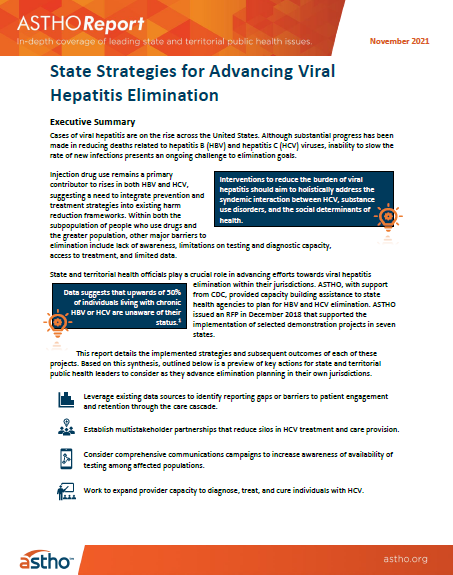 ASTHOReport
In-depth coverage of leading state and territorial public health issues.
November 2021
State Strategies for Advancing Viral
Hepatitis Elimination
Executive Summary
Cases of viral hepatitis are on the rise across the United States. Although substantial progress has been
made in reducing deaths related to hepatitis B (HBV) and hepatitis C (HCV) viruses, inability to slow the
rate of new infections presents an ongoing challenge to elimination goals.
Injection drug use remains a primary
contributor to rises in both HBV and HCV,
suggesting a need to integrate prevention and
treatment strategies into existing harm
reduction frameworks. Within both the
subpopulation of people who use drugs and
the greater population, other major barriers to
elimination include lack of awareness, limitations on testing and diagnostic capacity,
access to treatment, and limited data.
Interventions to reduce the burden of viral
hepatitis should aim to holistically address the
syndemic interaction between HCV, substance
use disorders, and the social determinants of
health.
State and territorial health officials play a crucial role in advancing efforts towards viral hepatitis
elimination within their jurisdictions. ASTHO, with support
from CDC, provided capacity building assistance to state
health agencies to plan for HBV and HCV elimination. ASTHO
issued an RFP in December 2018 that supported the
implementation of selected demonstration projects in seven
states.
Data suggests that upwards of 50%
of individuals living with chronic
HBV or HCV are unaware of their
status.1
This report details the implemented strategies and subsequent outcomes of each of these
projects. Based on this synthesis, outlined below is a preview of key actions for state and territorial
public health leaders to consider as they advance elimination planning in their own jurisdictions.
Leverage existing data sources to identify reporting gaps or barriers to patient engagement
and retention through the care cascade.
Establish multistakeholder partnerships that reduce silos in HCV treatment and care provision.
Consider comprehensive communications campaigns to increase awareness of availability of
testing among affected populations.
Work to expand provider capacity to diagnose, treat, and cure individuals with HCV.
astho™
astho.org